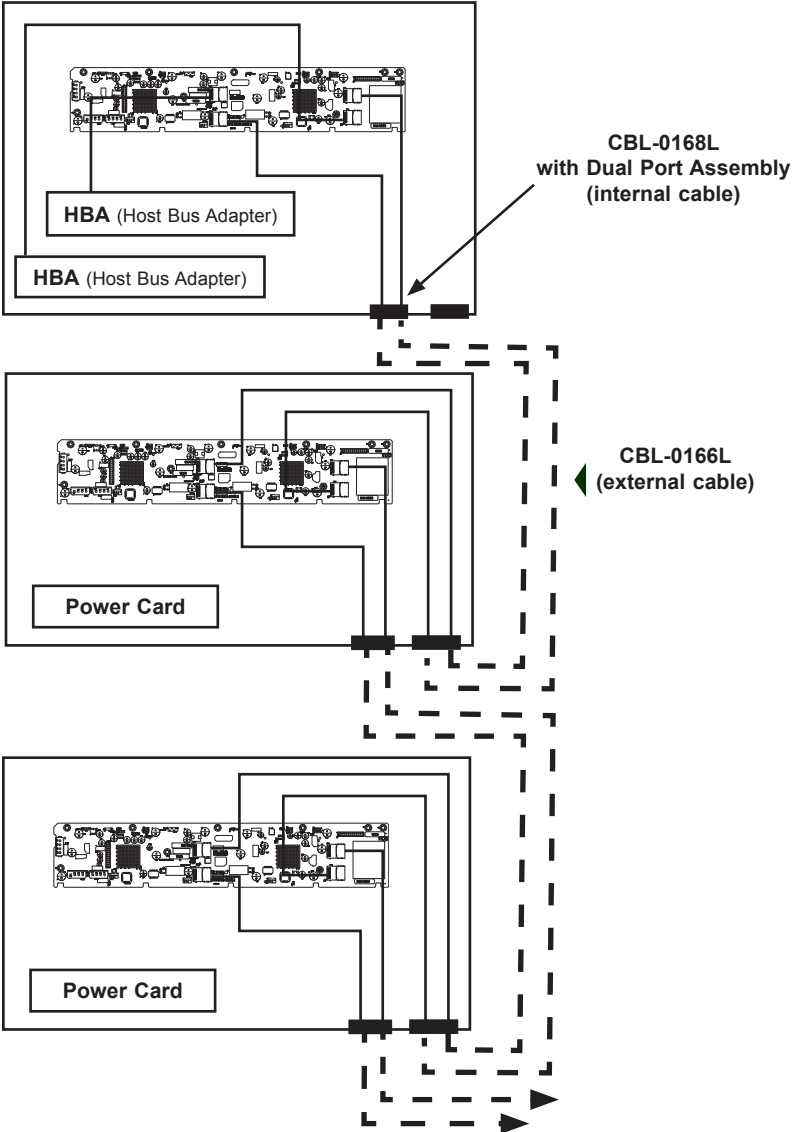 CBL-0168L
with Dual Port Assembly
(internal cable)
HBA (Host Bus Adapter)
HBA (Host Bus Adapter)
CBL-0166L
(external cable)
Power Card
Power Card